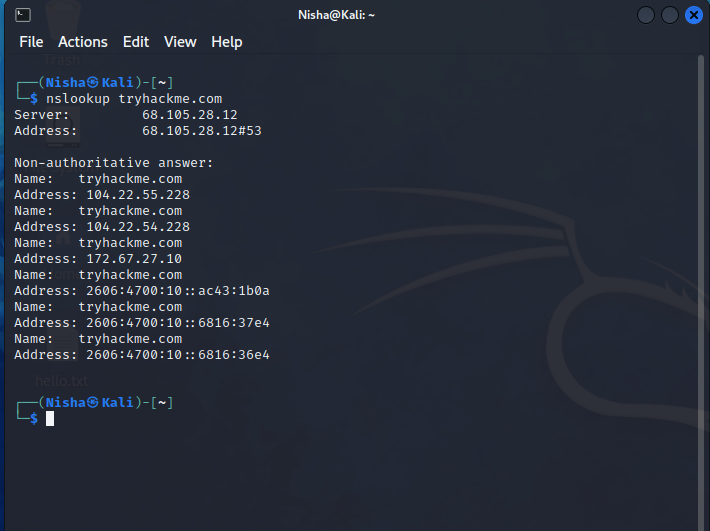 Nisha@Kali: ~
File Actions Edit View Help
Trash
┌──(Nisha㉿Kali)-[~]
└─$ nslookup tryhackme.com
Server:         68.105.28.12
Address:        68.105.28.12#53
Non-authoritative answer:
Name:   tryhackme.com
Address: 104.22.55.228
Name:   tryhackme.com
Address: 104.22.54.228
Name:   tryhackme.com
Address: 172.67.27.10
Name:   tryhackme.com
Address: 2606:4700:10::ac43:1b0a
Name:   tryhackme.com
Address: 2606:4700:10::6816:37e4
Name:   tryhackme.com
Address: 2606:4700:10::6816:36e4
hello.txt
┌──(Nisha㉿Kali)-[~]
└─$